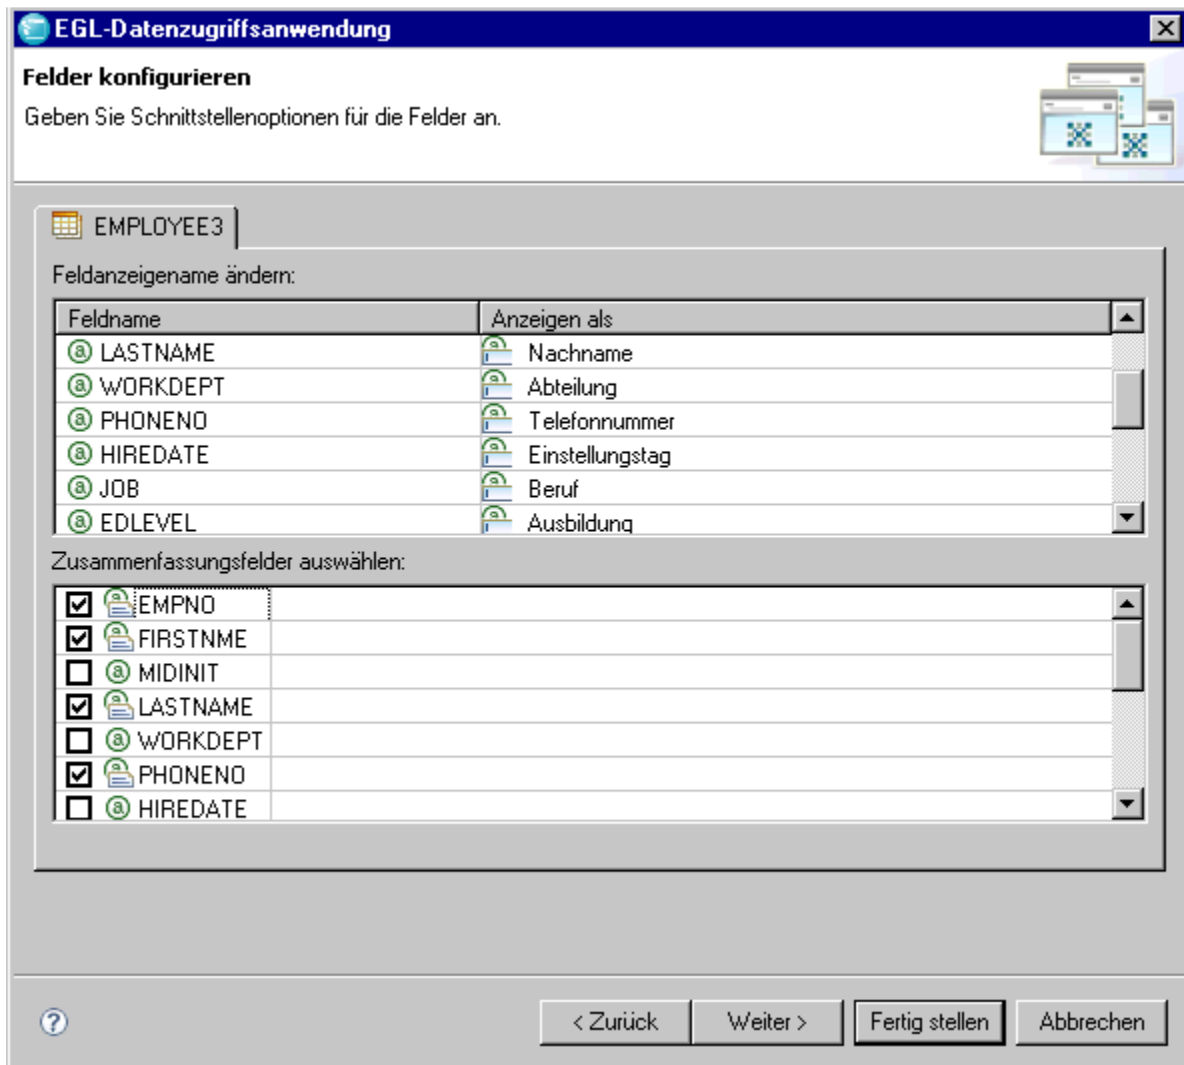 EGL-Datenzugriffsanwendung
Felder konfigurieren
Geben Sie Schnittstellenoptionen für die Felder an.
EMPLOYEE3
Feldanzeigename ändern:
Feldname Anzeigen als
LASTNAME Nachname
WORKDEPT Abteilung
PHONENO Telefonnummer
HIREDATE Einstellungstag
JOB Beruf
EDLEVEL Ausbildung
Zusammenfassungsfelder auswählen:
EMPNO
FIRSTNME
MIDINIT
LASTNAME
WORKDEPT
PHONENO
HIREDATE
? < Zurück Weiter > Fertig stellen Abbrechen